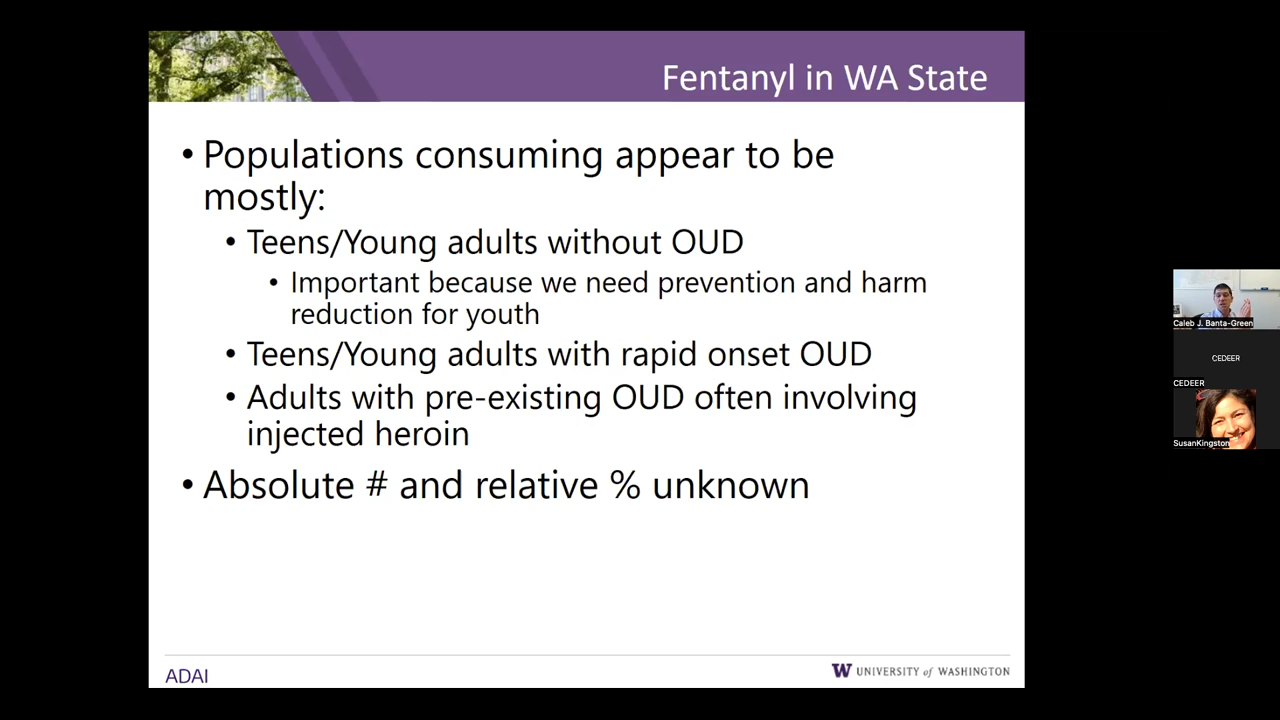 Fentanyl in WA State
• Populations consuming appear to be
mostly:
• Teens/Young adults without OUD
• Important because we need prevention and harm
reduction for youth
• Teens/Young adults with rapid onset OUD
• Adults with pre-existing OUD often involving
injected heroin
• Absolute # and relative % unknown
ADAI
W UNIVERSITY of WASHINGTON
Caleb J. Banta-Green
CEDEER
CEDEER
SusanKingston